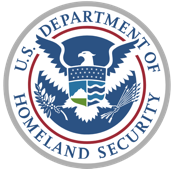 U.S. DEPARTMENT OF
HOMELAND SECURITY